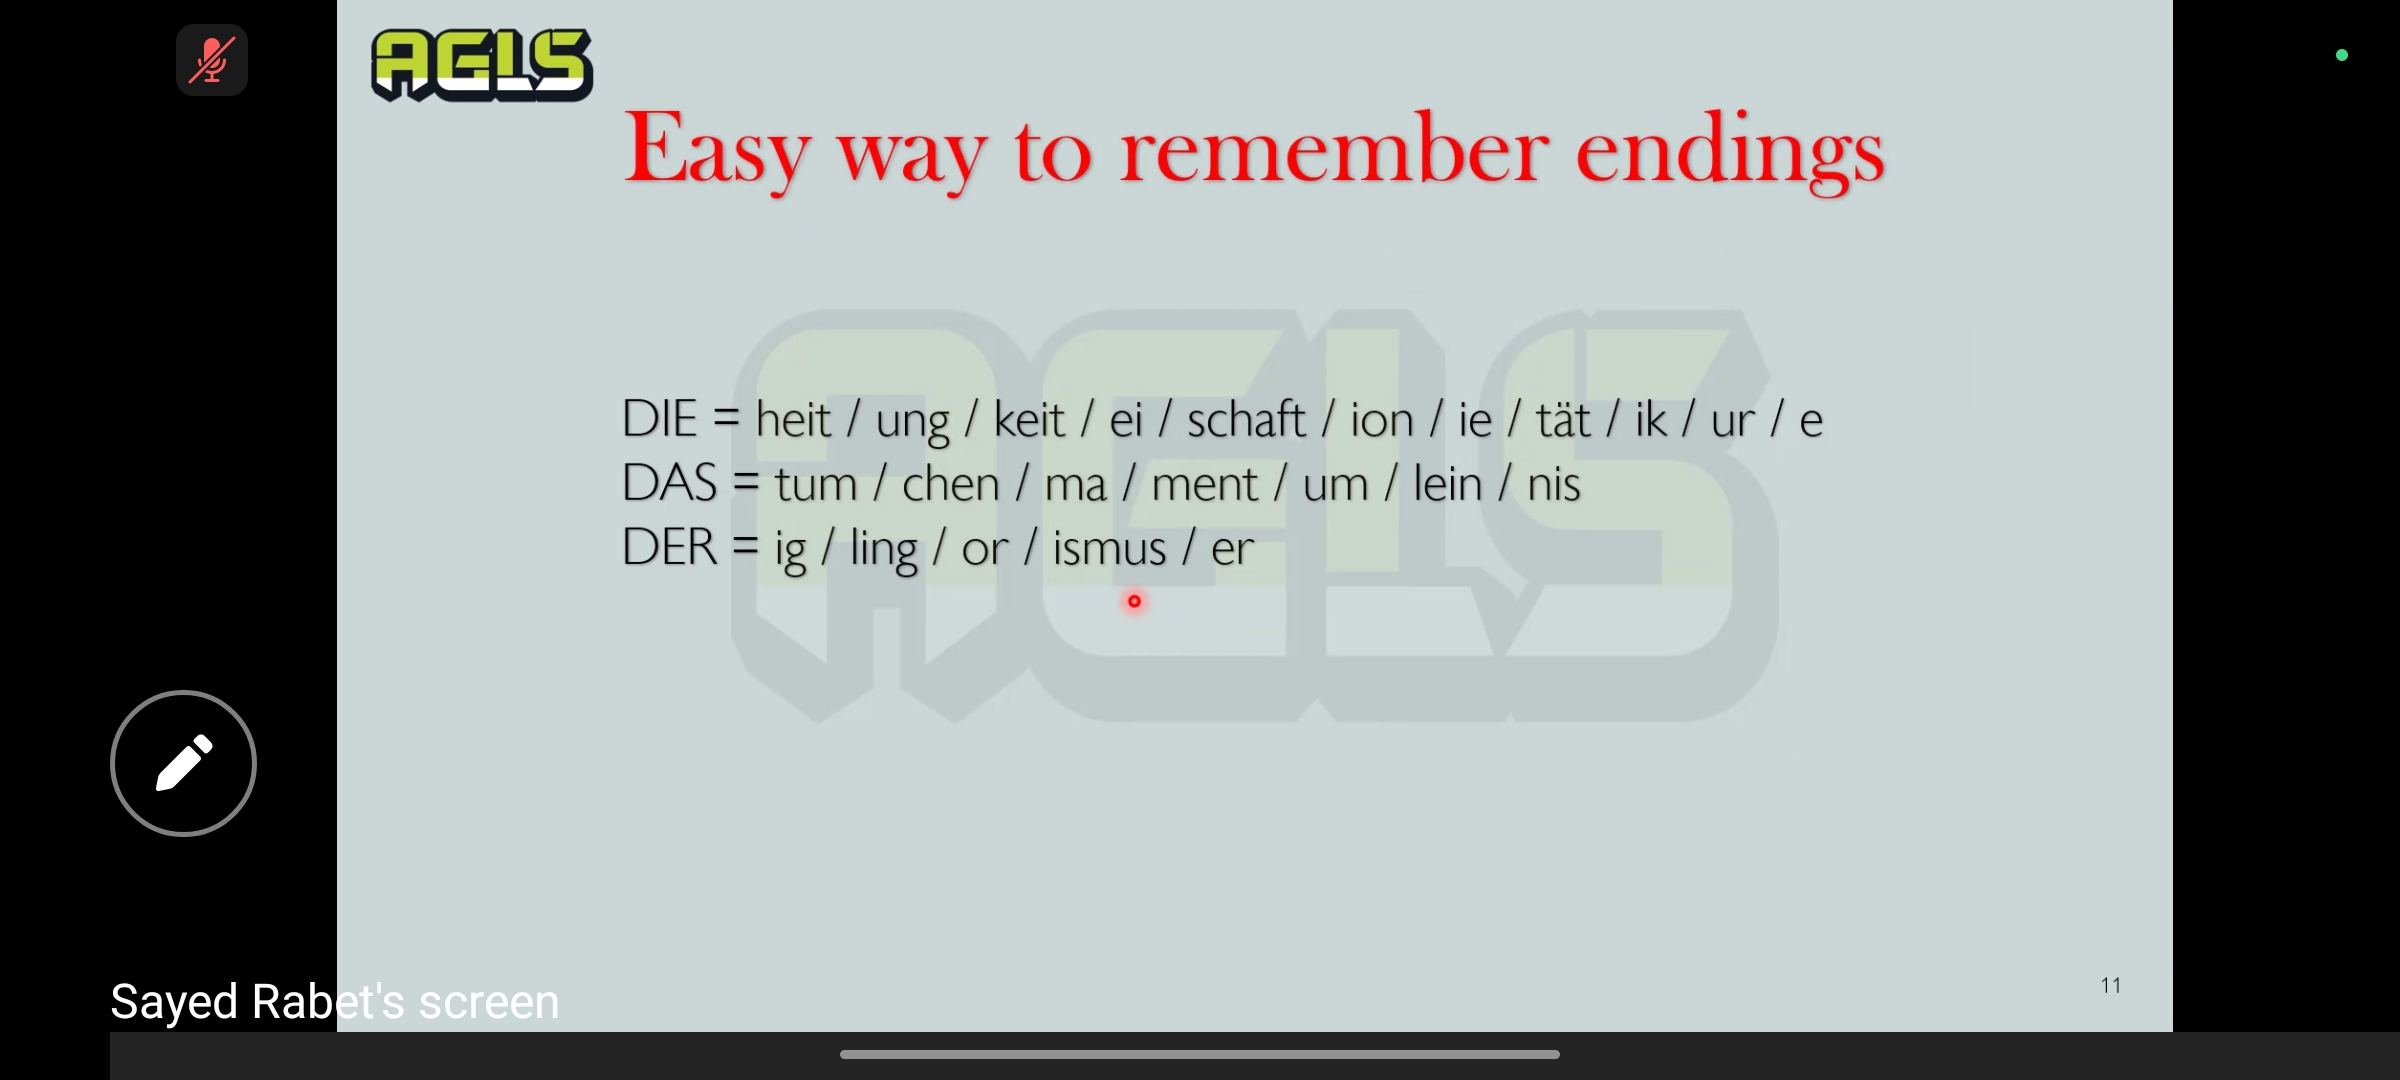 AGLS
Easy way to remember endings
DIE = heit / ung / keit / ei / schaft / ion / ie / tät / ik / ur / e
DAS = tum / chen / ma / ment / um / lein / nis
DER = ig / ling / or / ismus / er
11
Sayed Rabet's screen